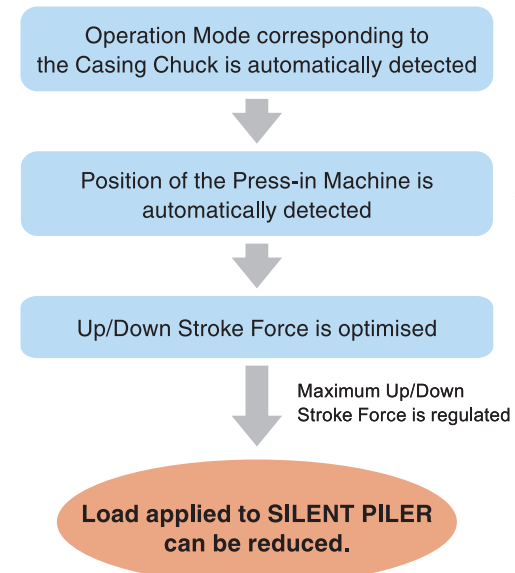 Operation Mode corresponding to
the Casing Chuck is automatically detected
Position of the Press-in Machine is
automatically detected
Up/Down Stroke Force is optimised
Maximum Up/Down
Stroke Force is regulated
Load applied to SILENT PILER
can be reduced.